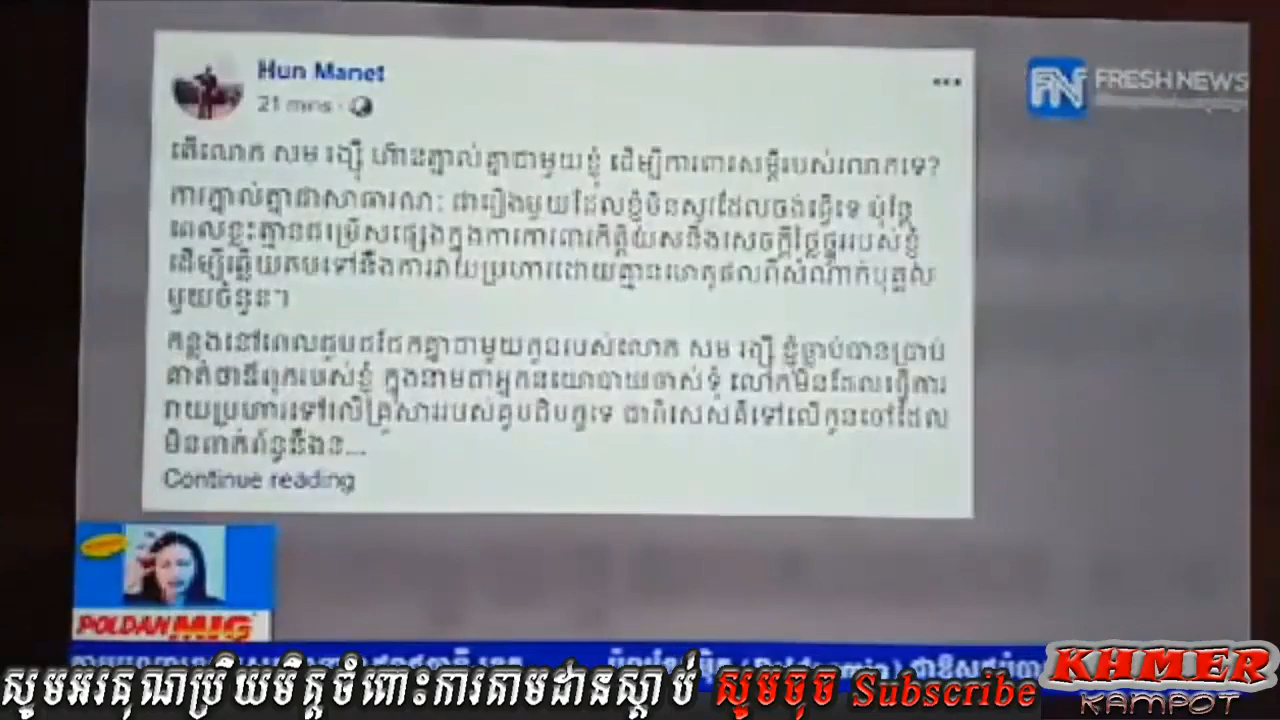 Hun Manet
21 mins
FRESH NEWS
តើលោក សម រង្ស៊ី ហ៊ានភ្នាល់គ្នាជាមួយខ្ញុំ ដើម្បីការពារសម្ដីរបស់លោកទេ?
ការភ្នាល់គ្នាជាសាធារណៈ ជារឿងមួយដែលខ្ញុំមិនសូវដែលចង់ធ្វើទេ ប៉ុន្តែ
ពេលខ្លះគ្មានជម្រើសផ្សេងក្នុងការការពារកិត្តិយសនិងសេចក្ដីថ្លៃថ្នូររបស់ខ្ញុំ
ដើម្បីឆ្លើយតបទៅនឹងការវាយប្រហារដោយគ្មានហេតុផលពីសំណាក់បុគ្គល
មួយចំនួន។
កន្លងនៅពេលជួបជជែកគ្នាជាមួយកូនរបស់លោក សម រង្ស៊ី ខ្ញុំធ្លាប់បានប្រាប់
គាត់ថាឪពុករបស់ខ្ញុំ ក្នុងនាមជាអ្នកនយោបាយចាស់ទុំ លោកមិនដែលធ្វើការ
វាយប្រហារទៅលើគ្រួសាររបស់គូបដិបក្ខទេ ជាពិសេសគឺទៅលើកូនចៅដែល
មិនពាក់ព័ន្ធនឹងន...
Continue reading
POLDAN MIG
សូមអរគុណប្រិយមិត្តចំពោះការតាមដានស្ដាប់ សូមចុច Subscribe
KHMER
KAMPOT